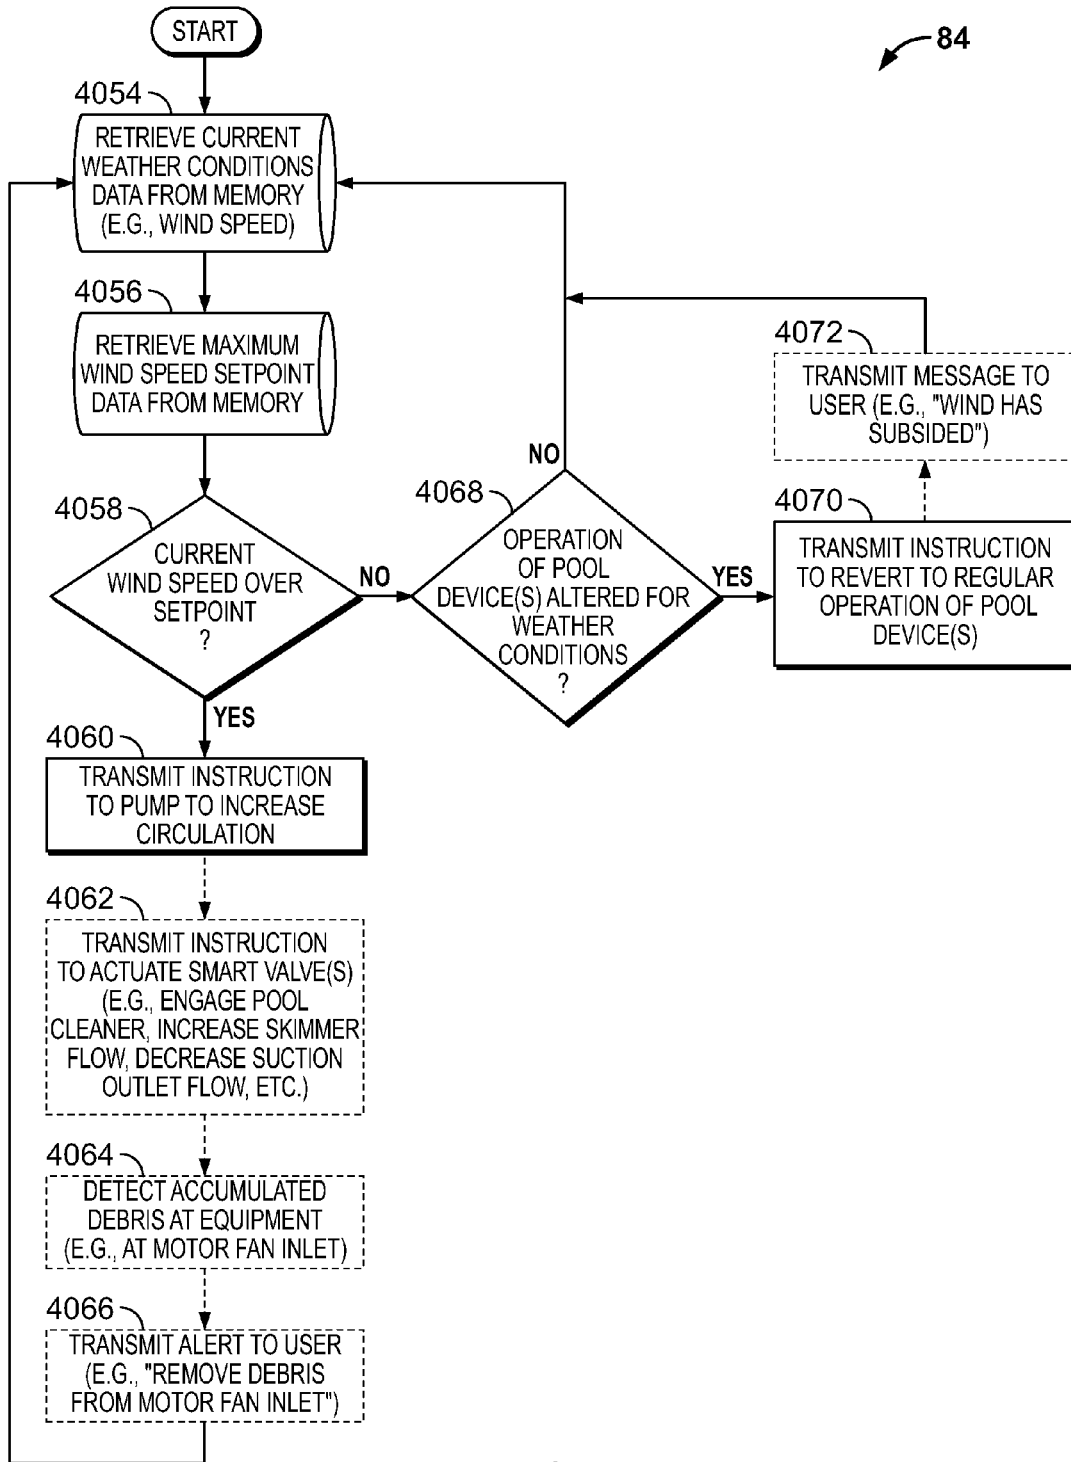 START
84
4054
RETRIEVE CURRENT
WEATHER CONDITIONS
DATA FROM MEMORY
(E.G., WIND SPEED)
4056
RETRIEVE MAXIMUM
WIND SPEED SETPOINT
DATA FROM MEMORY
4058
CURRENT
WIND SPEED OVER
SETPOINT
?
NO
YES
4068
NO
OPERATION
OF POOL
DEVICE(S) ALTERED FOR
WEATHER
CONDITIONS
?
YES
4072
TRANSMIT MESSAGE TO
USER (E.G., "WIND HAS
SUBSIDED")
4070
TRANSMIT INSTRUCTION
TO REVERT TO REGULAR
OPERATION OF POOL
DEVICE(S)
4060
TRANSMIT INSTRUCTION
TO PUMP TO INCREASE
CIRCULATION
4062
TRANSMIT INSTRUCTION
TO ACTUATE SMART VALVE(S)
(E.G., ENGAGE POOL
CLEANER, INCREASE SKIMMER
FLOW, DECREASE SUCTION
OUTLET FLOW, ETC.)
4064
DETECT ACCUMULATED
DEBRIS AT EQUIPMENT
(E.G., AT MOTOR FAN INLET)
4066
TRANSMIT ALERT TO USER
(E.G., "REMOVE DEBRIS
FROM MOTOR FAN INLET")